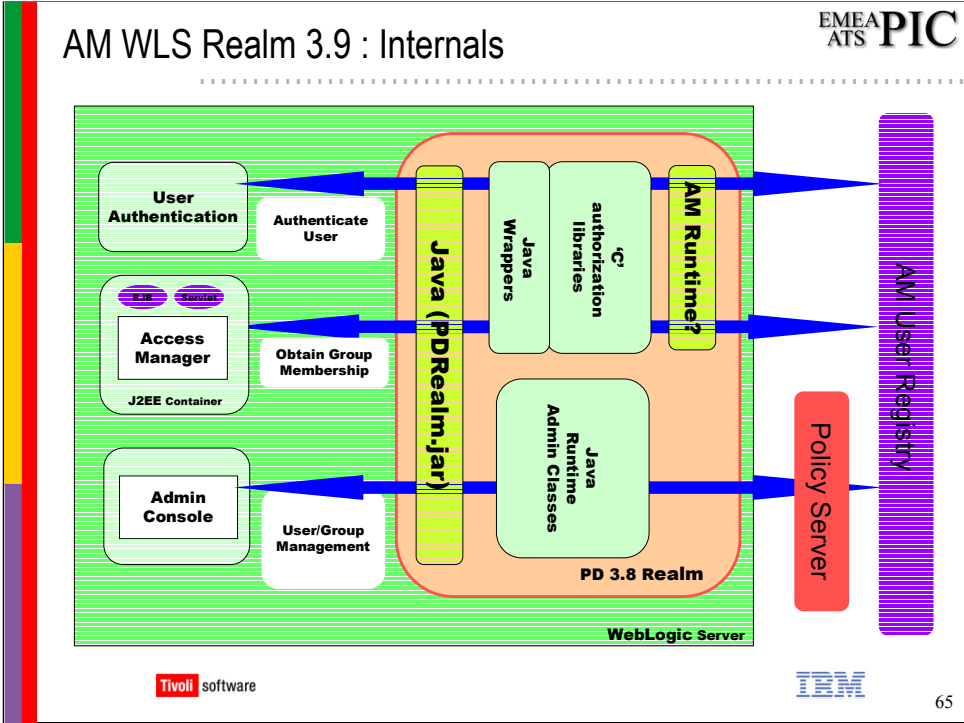 EMEA
ATS PIC
AM WLS Realm 3.9 : Internals
User
Authentication
Authenticate
User
EJB
Servlet
Access
Manager
J2EE Container
Obtain Group
Membership
Admin
Console
User/Group
Management
Java (PDRealm.jar)
Java
Wrappers
‘C’
authorization
libraries
AM Runtime?
Java
Runtime
Admin Classes
PD 3.8 Realm
WebLogic Server
Policy Server
AM User Registry
Tivoli software
IBM
65